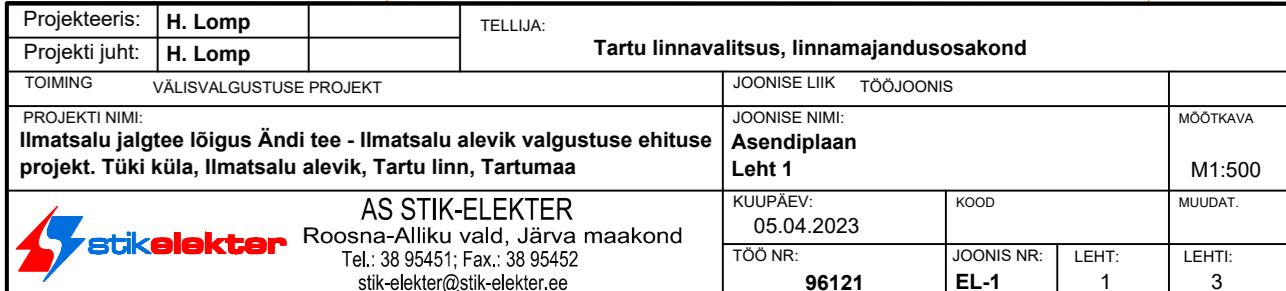 Projekteeris: H. Lomp
TELLIJA:
Projekti juht: H. Lomp
Tartu linnavalitsus, linnamajandusosakond
TOIMING VÄLISVALGUSTUSE PROJEKT
JOONISE LIIK TÖÖJOONIS
PROJEKTI NIMI:
Ilmatsalu jalgtee lõigus Ändi tee - Ilmatsalu alevik valgustuse ehituse
projekt. Tüki küla, Ilmatsalu alevik, Tartu linn, Tartumaa
JOONISE NIMI:
Asendiplaan
Leht 1
MÖÖTKAVA
M1:500
stikelekter
AS STIK-ELEKTER
Roosna-Alliku vald, Järva maakond
Tel.: 38 95451; Fax.: 38 95452
stik-elekter@stik-elekter.ee
KUUPÄEV:
05.04.2023
KOOD
MUUDAT.
TÖÖ NR:
96121
JOONIS NR:
EL-1
LEHT:
1
LEHTI:
3